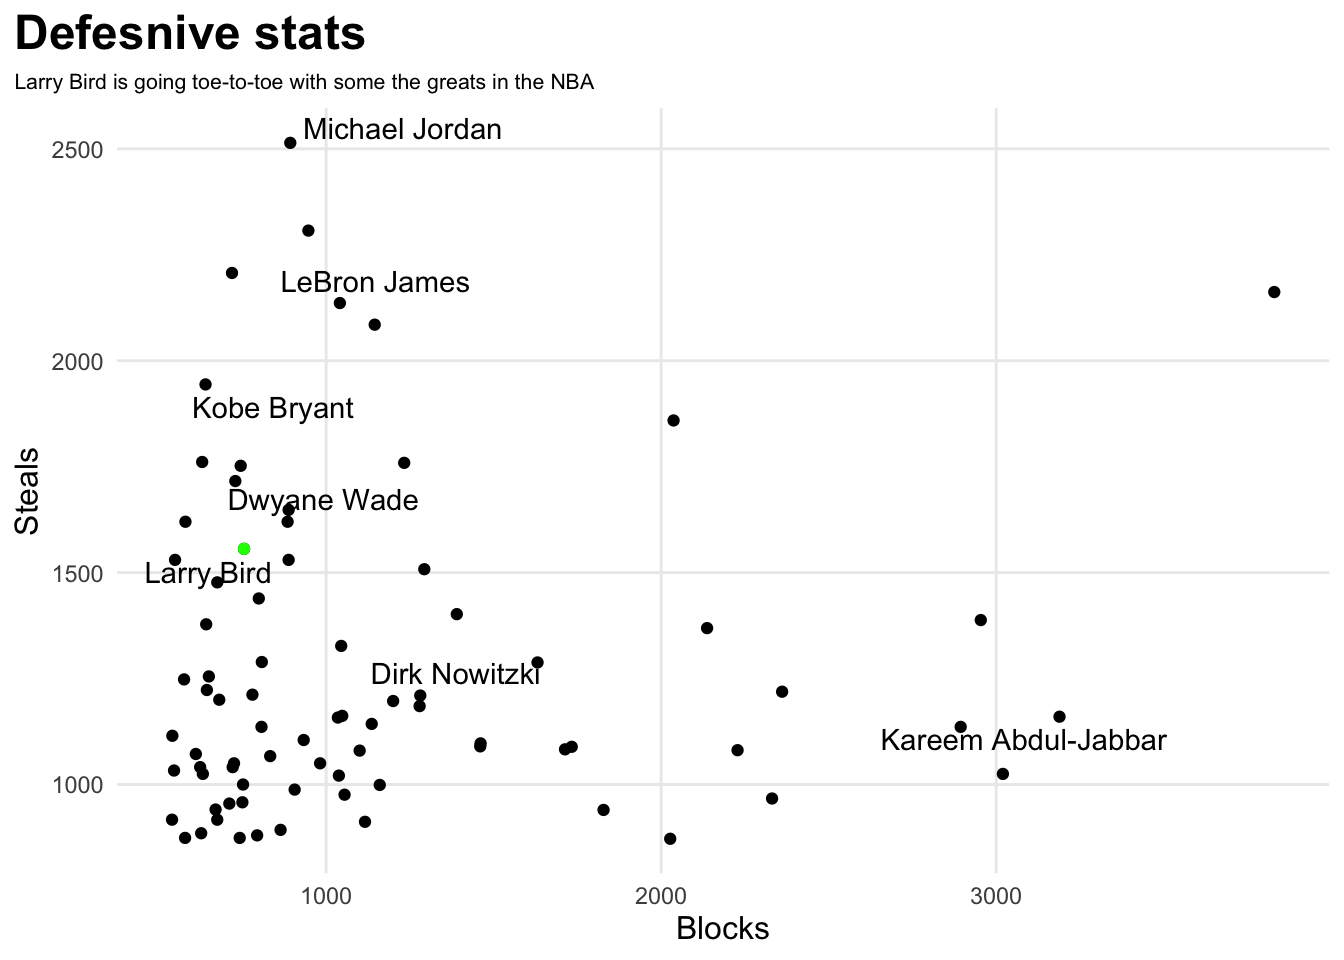 Defesnive stats
Larry Bird is going toe-to-toe with some the greats in the NBA
Michael Jordan
2500
LeBron James
2000
Kobe Bryant
Steals
Dwyane Wade
1500
Larry Bird
Dirk Nowitzki
Kareem Abdul-Jabbar
1000
1000 2000 3000
Blocks